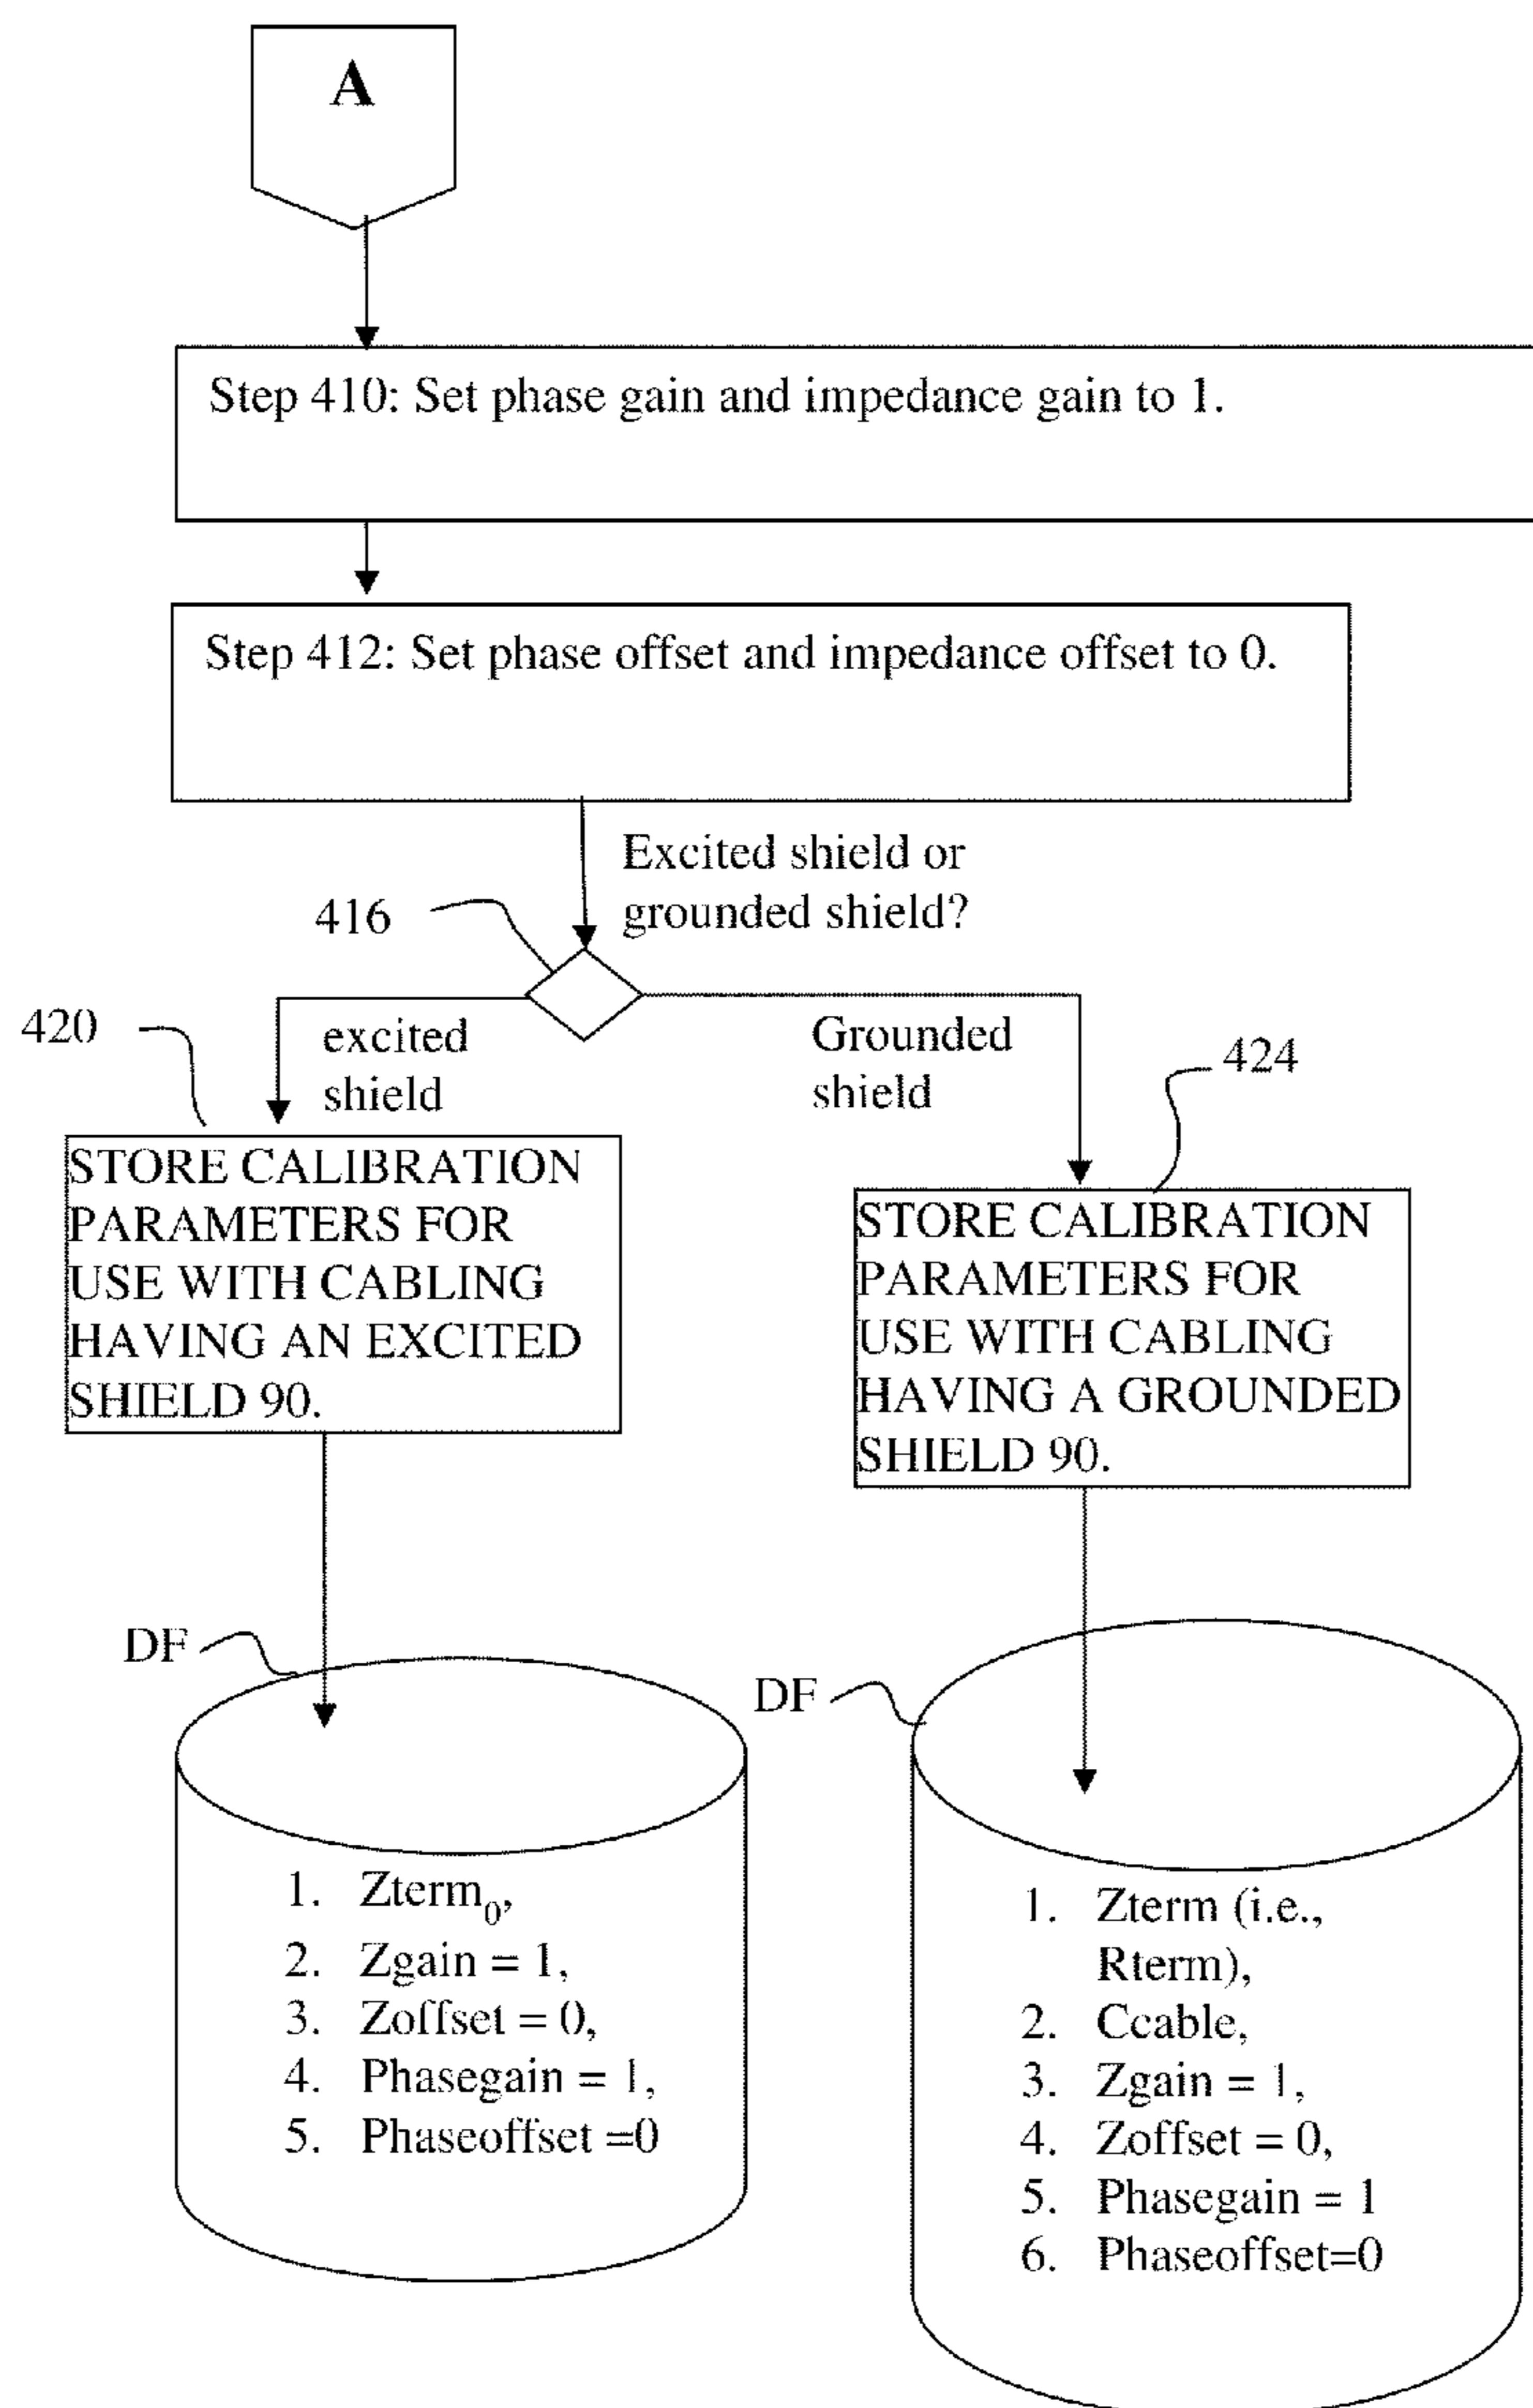 A
Step 410: Set phase gain and impedance gain to 1.
Step 412: Set phase offset and impedance offset to 0.
Excited shield or
grounded shield?
416
420
excited
shield
Grounded
shield
424
STORE CALIBRATION
PARAMETERS FOR
USE WITH CABLING
HAVING AN EXCITED
SHIELD 90.
STORE CALIBRATION
PARAMETERS FOR
USE WITH CABLING
HAVING A GROUNDED
SHIELD 90.
DF
DF
1. Zterm₀,
2. Zgain = 1,
3. Zoffset = 0,
4. Phasegain = 1,
5. Phaseoffset =0
1. Zterm (i.e.,
Rterm),
2. Ccable,
3. Zgain = 1,
4. Zoffset = 0,
5. Phasegain = 1
6. Phaseoffset=0